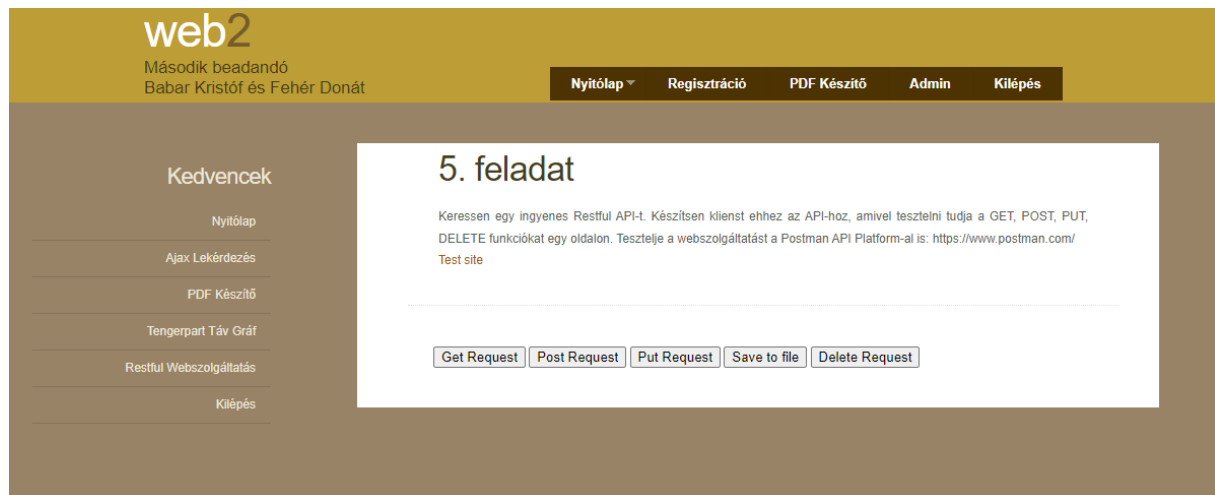 web2
Második beadandó
Babar Kristóf és Fehér Donát
Nyitólap Regisztráció PDF Készítő Admin Kilépés
Kedvencek
Nyitólap
Ajax Lekérdezés
PDF Készítő
Tengerpart Táv Gráf
Restful Webszolgáltatás
Kilépés
5. feladat
Keressen egy ingyenes Restful API-t. Készítsen klienst ehhez az API-hoz, amivel tesztelni tudja a GET, POST, PUT,
DELETE funkciókat egy oldalon. Tesztelje a webszolgáltatást a Postman API Platform-al is: https://www.postman.com/
Test site
Get Request Post Request Put Request Save to file Delete Request